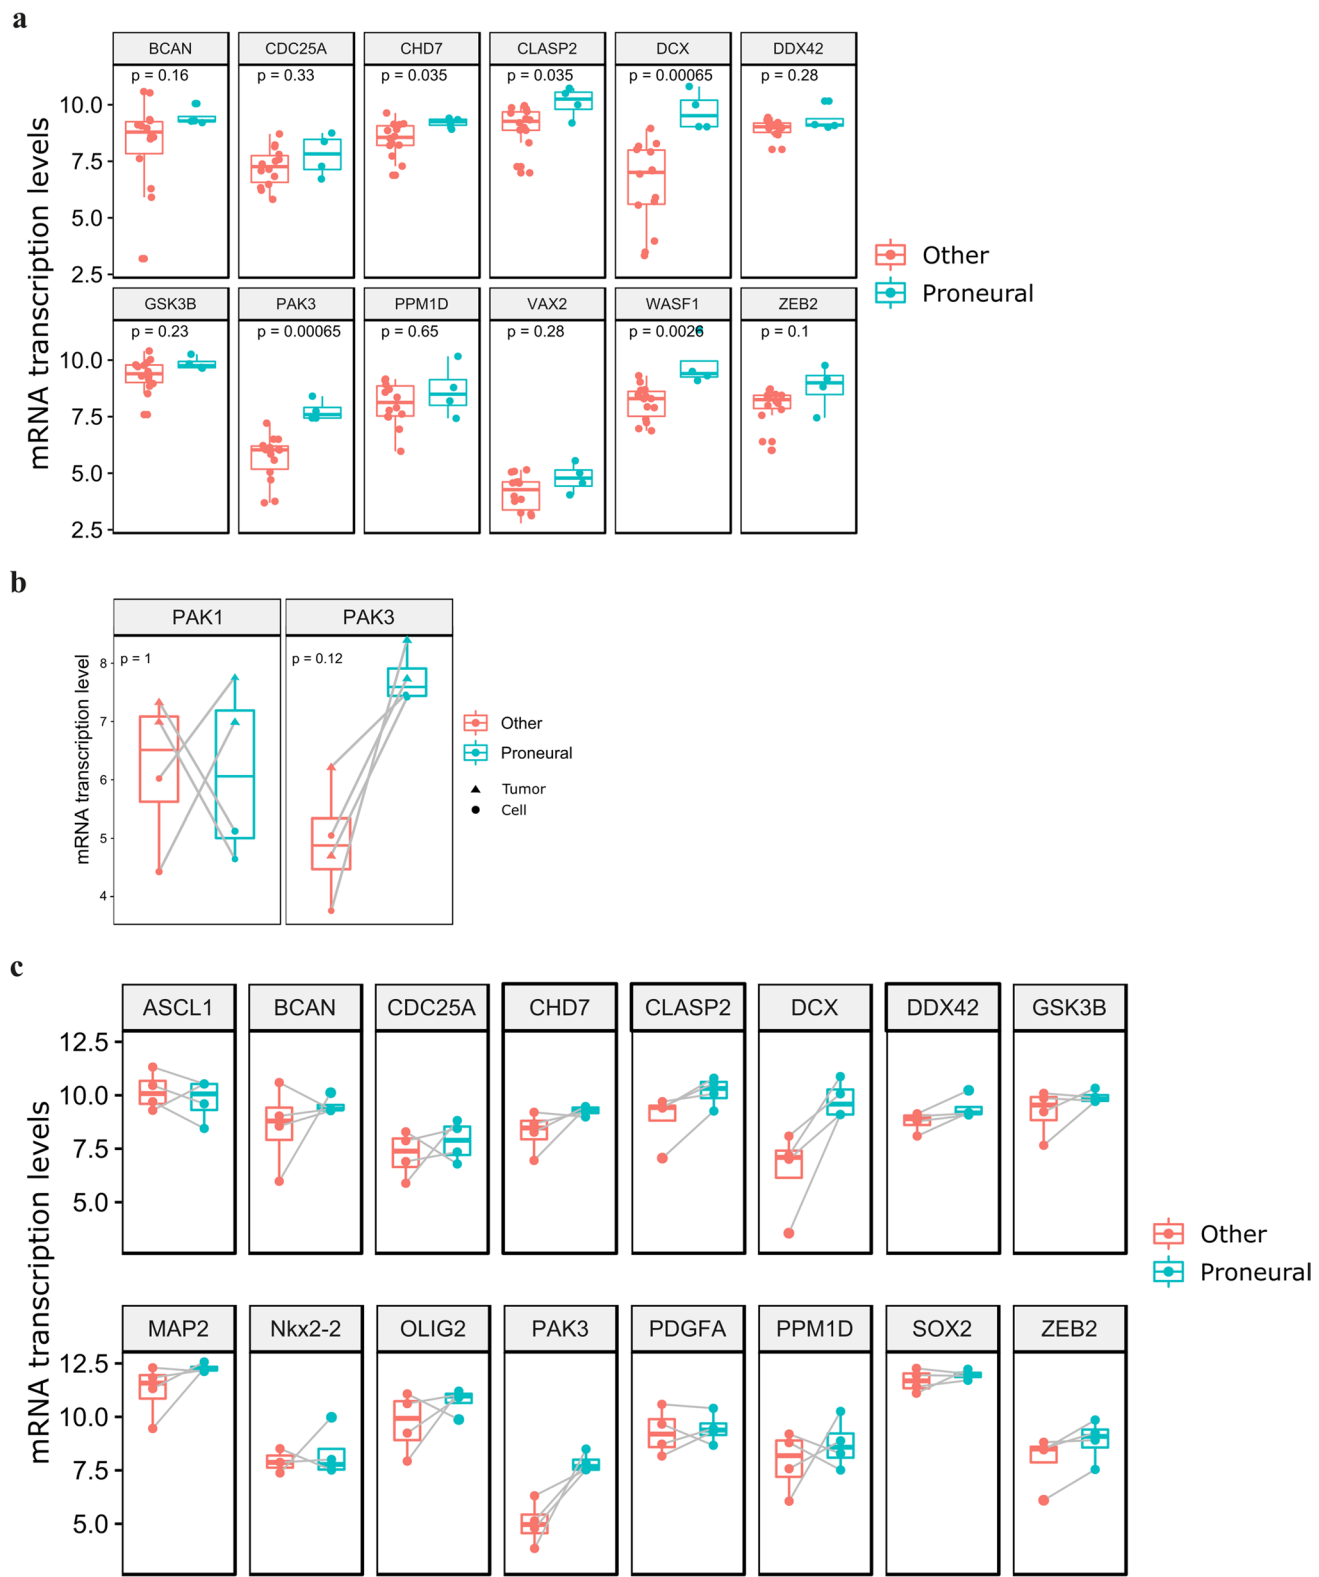 a
BCAN CDC25A CHD7 CLASP2 DCX DDX42
p = 0.16 p = 0.33 p = 0.035 p = 0.035 p = 0.00065 p = 0.28
10.0
7.5
5.0
2.5
mRNA transcription levels
Other
Proneural
GSK3B PAK3 PPM1D VAX2 WASF1 ZEB2
p = 0.23 p = 0.00065 p = 0.65 p = 0.28 p = 0.0026 p = 0.1
10.0
7.5
5.0
2.5
b
PAK1 PAK3
p = 1 p = 0.12
8
7
6
5
4
mRNA transcription level
Other
Proneural
Tumor
Cell
c
ASCL1 BCAN CDC25A CHD7 CLASP2 DCX DDX42 GSK3B
12.5
10.0
7.5
5.0
mRNA transcription levels
Other
Proneural
MAP2 Nkx2-2 OLIG2 PAK3 PDGFA PPM1D SOX2 ZEB2
12.5
10.0
7.5
5.0